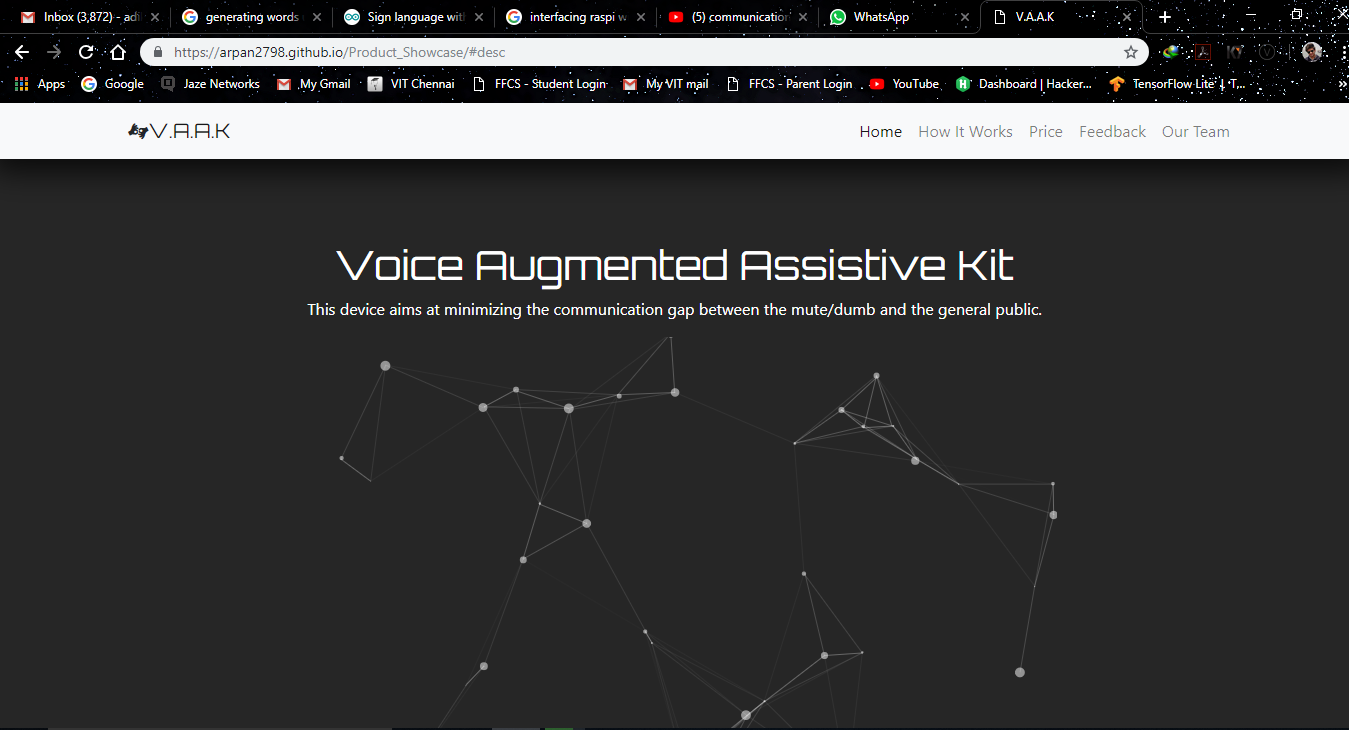 Inbox (3,872) - adi
generating words
Sign language wit
interfacing raspi w
(5) communication
WhatsApp
V.A.A.K
https://arpan2798.github.io/Product_Showcase/#desc
Apps Google Jaze Networks My Gmail VIT Chennai FFCS - Student Login My VIT mail FFCS - Parent Login YouTube Dashboard | Hacker... TensorFlow Lite | T...
V.A.A.K Home How It Works Price Feedback Our Team
Voice Augmented Assistive Kit
This device aims at minimizing the communication gap between the mute/dumb and the general public.